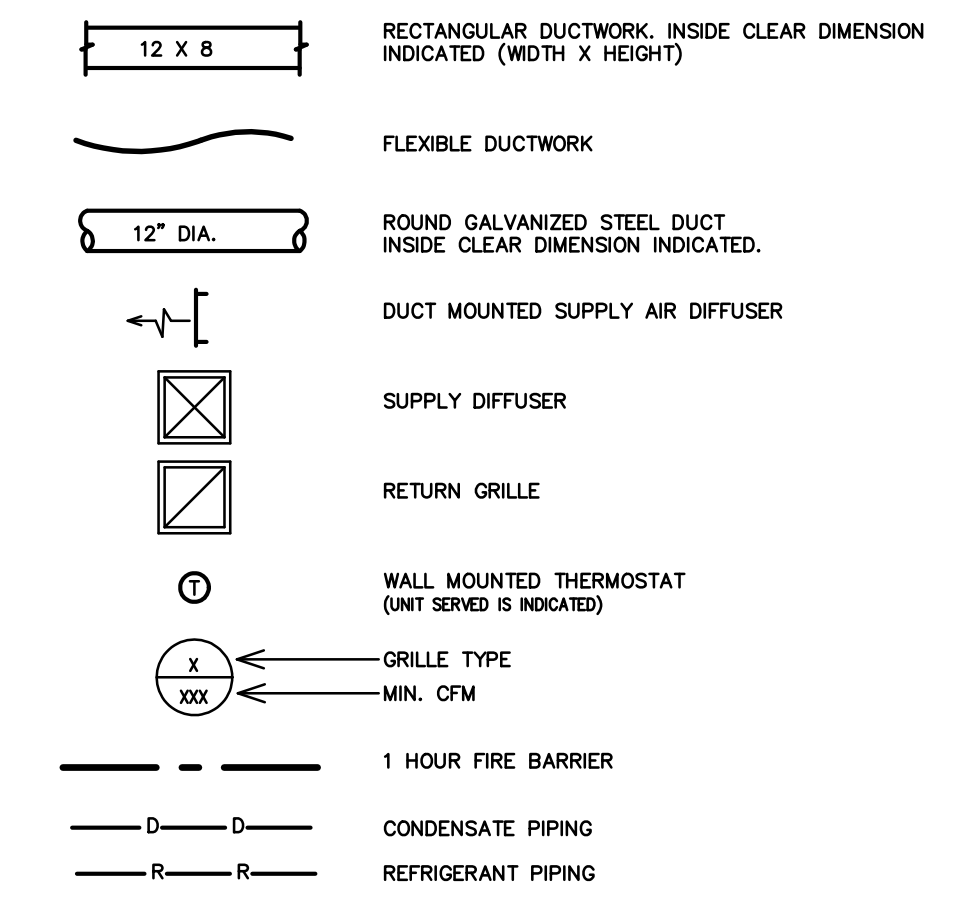 12 X 8
RECTANGULAR DUCTWORK. INSIDE CLEAR DIMENSION
INDICATED (WIDTH X HEIGHT)
FLEXIBLE DUCTWORK
12" DIA.
ROUND GALVANIZED STEEL DUCT
INSIDE CLEAR DIMENSION INDICATED.
DUCT MOUNTED SUPPLY AIR DIFFUSER
SUPPLY DIFFUSER
RETURN GRILLE
T
WALL MOUNTED THERMOSTAT
(UNIT SERVED IS INDICATED)
X
GRILLE TYPE
XXX
MIN. CFM
1 HOUR FIRE BARRIER
D D
CONDENSATE PIPING
R R
REFRIGERANT PIPING